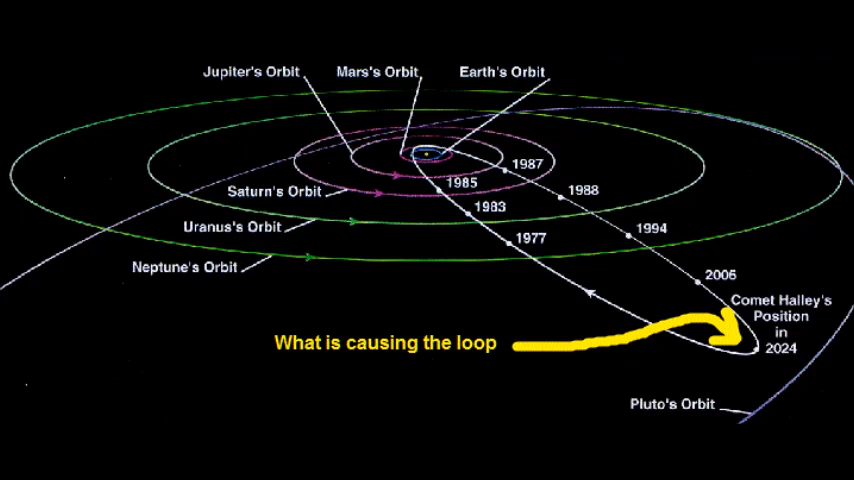 Jupiter's Orbit
Mars's Orbit
Earth's Orbit
1987
1985
1988
Saturn's Orbit
1983
Uranus's Orbit
1994
1977
Neptune's Orbit
2005
Comet Halley's
Position
in
2024
What is causing the loop
Pluto's Orbit